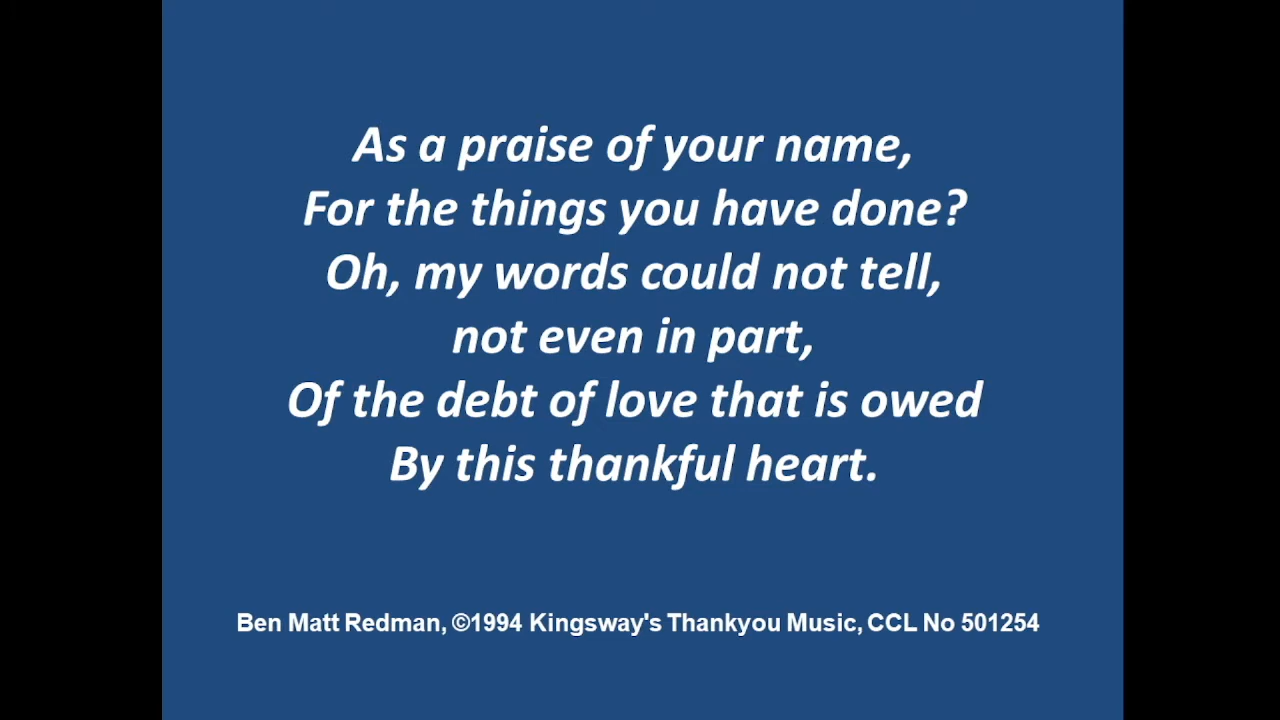 As a praise of your name,
For the things you have done?
Oh, my words could not tell,
not even in part,
Of the debt of love that is owed
By this thankful heart.
Ben Matt Redman, ©1994 Kingsway's Thankyou Music, CCL No 501254